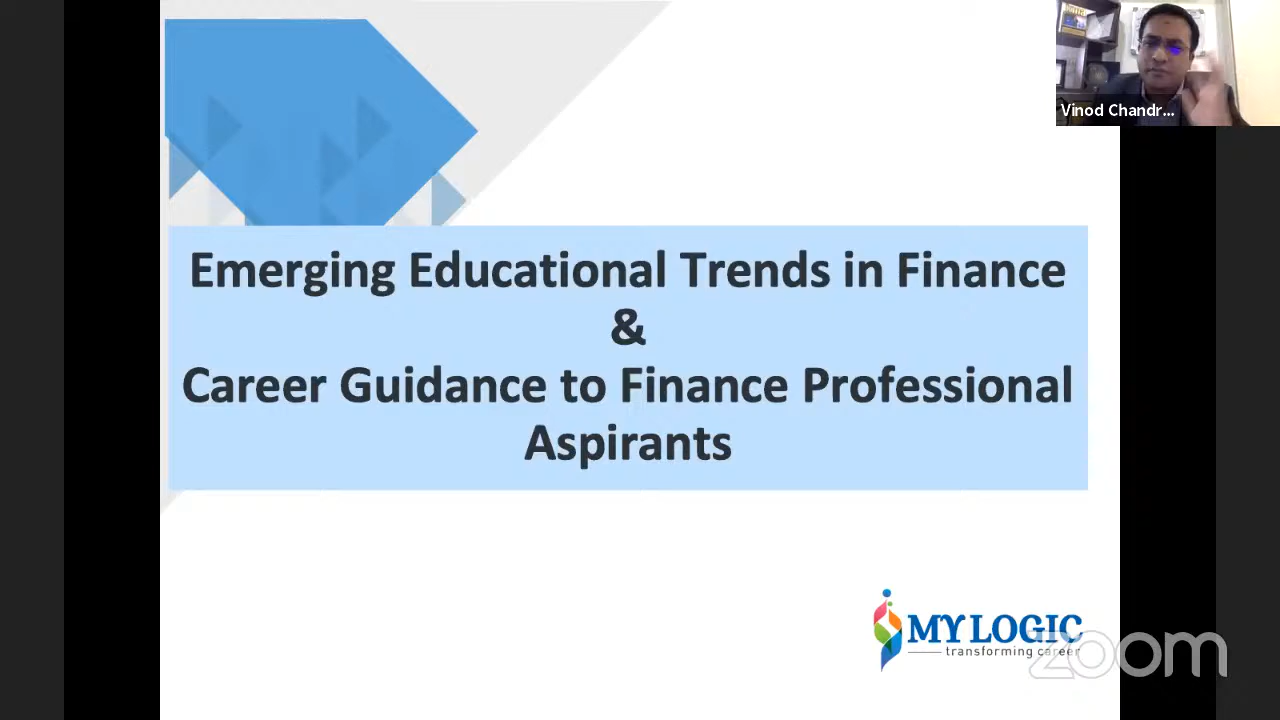 Vinod Chandr...
Emerging Educational Trends in Finance
&
Career Guidance to Finance Professional
Aspirants
MY LOGIC
transforming career
zoom